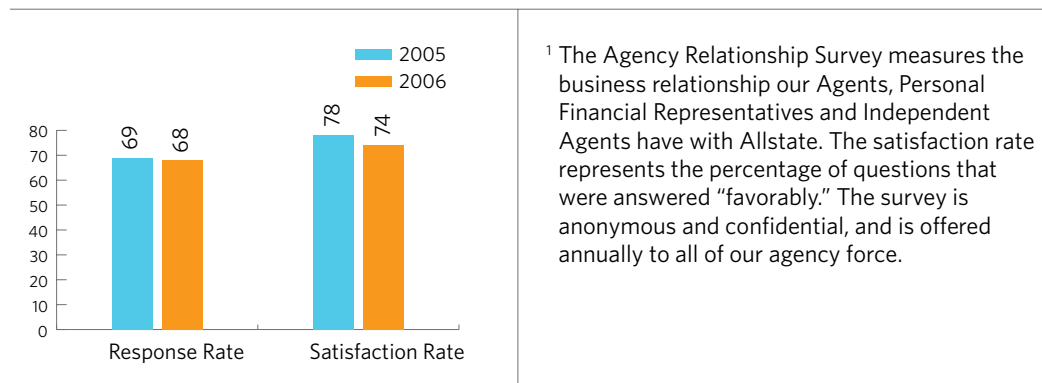 2005
2006
69
68
78
74
80
70
60
50
40
30
20
10
0
Response Rate
Satisfaction Rate
1 The Agency Relationship Survey measures the
business relationship our Agents, Personal
Financial Representatives and Independent
Agents have with Allstate. The satisfaction rate
represents the percentage of questions that
were answered “favorably.” The survey is
anonymous and confidential, and is offered
annually to all of our agency force.